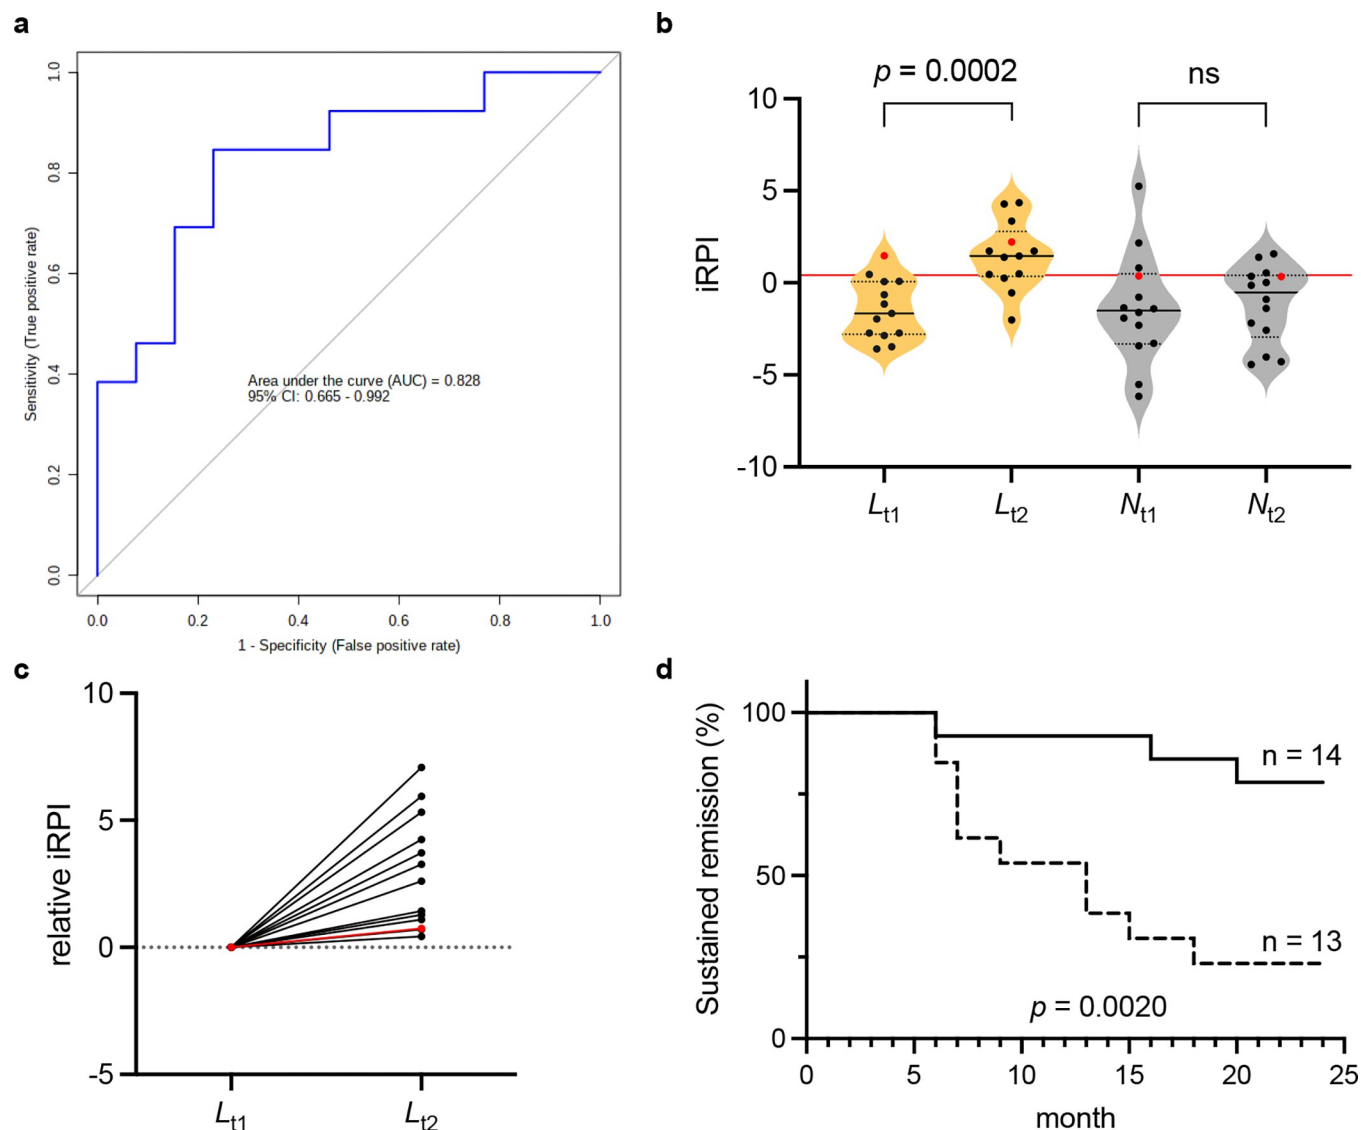 a
1.0
0.8
0.6
0.4
0.2
0.0
Sensitivity (True positive rate)
Area under the curve (AUC) = 0.828
95% CI: 0.665 - 0.992
0.0 0.2 0.4 0.6 0.8 1.0
1 - Specificity (False positive rate)
b
p = 0.0002 ns
10
5
0
-5
-10
iRPI
Lt1 Lt2 Nt1 Nt2
c
10
5
0
-5
relative iRPI
Lt1 Lt2
d
100
50
0
Sustained remission (%)
n = 14
n = 13
p = 0.0020
0 5 10 15 20 25
month